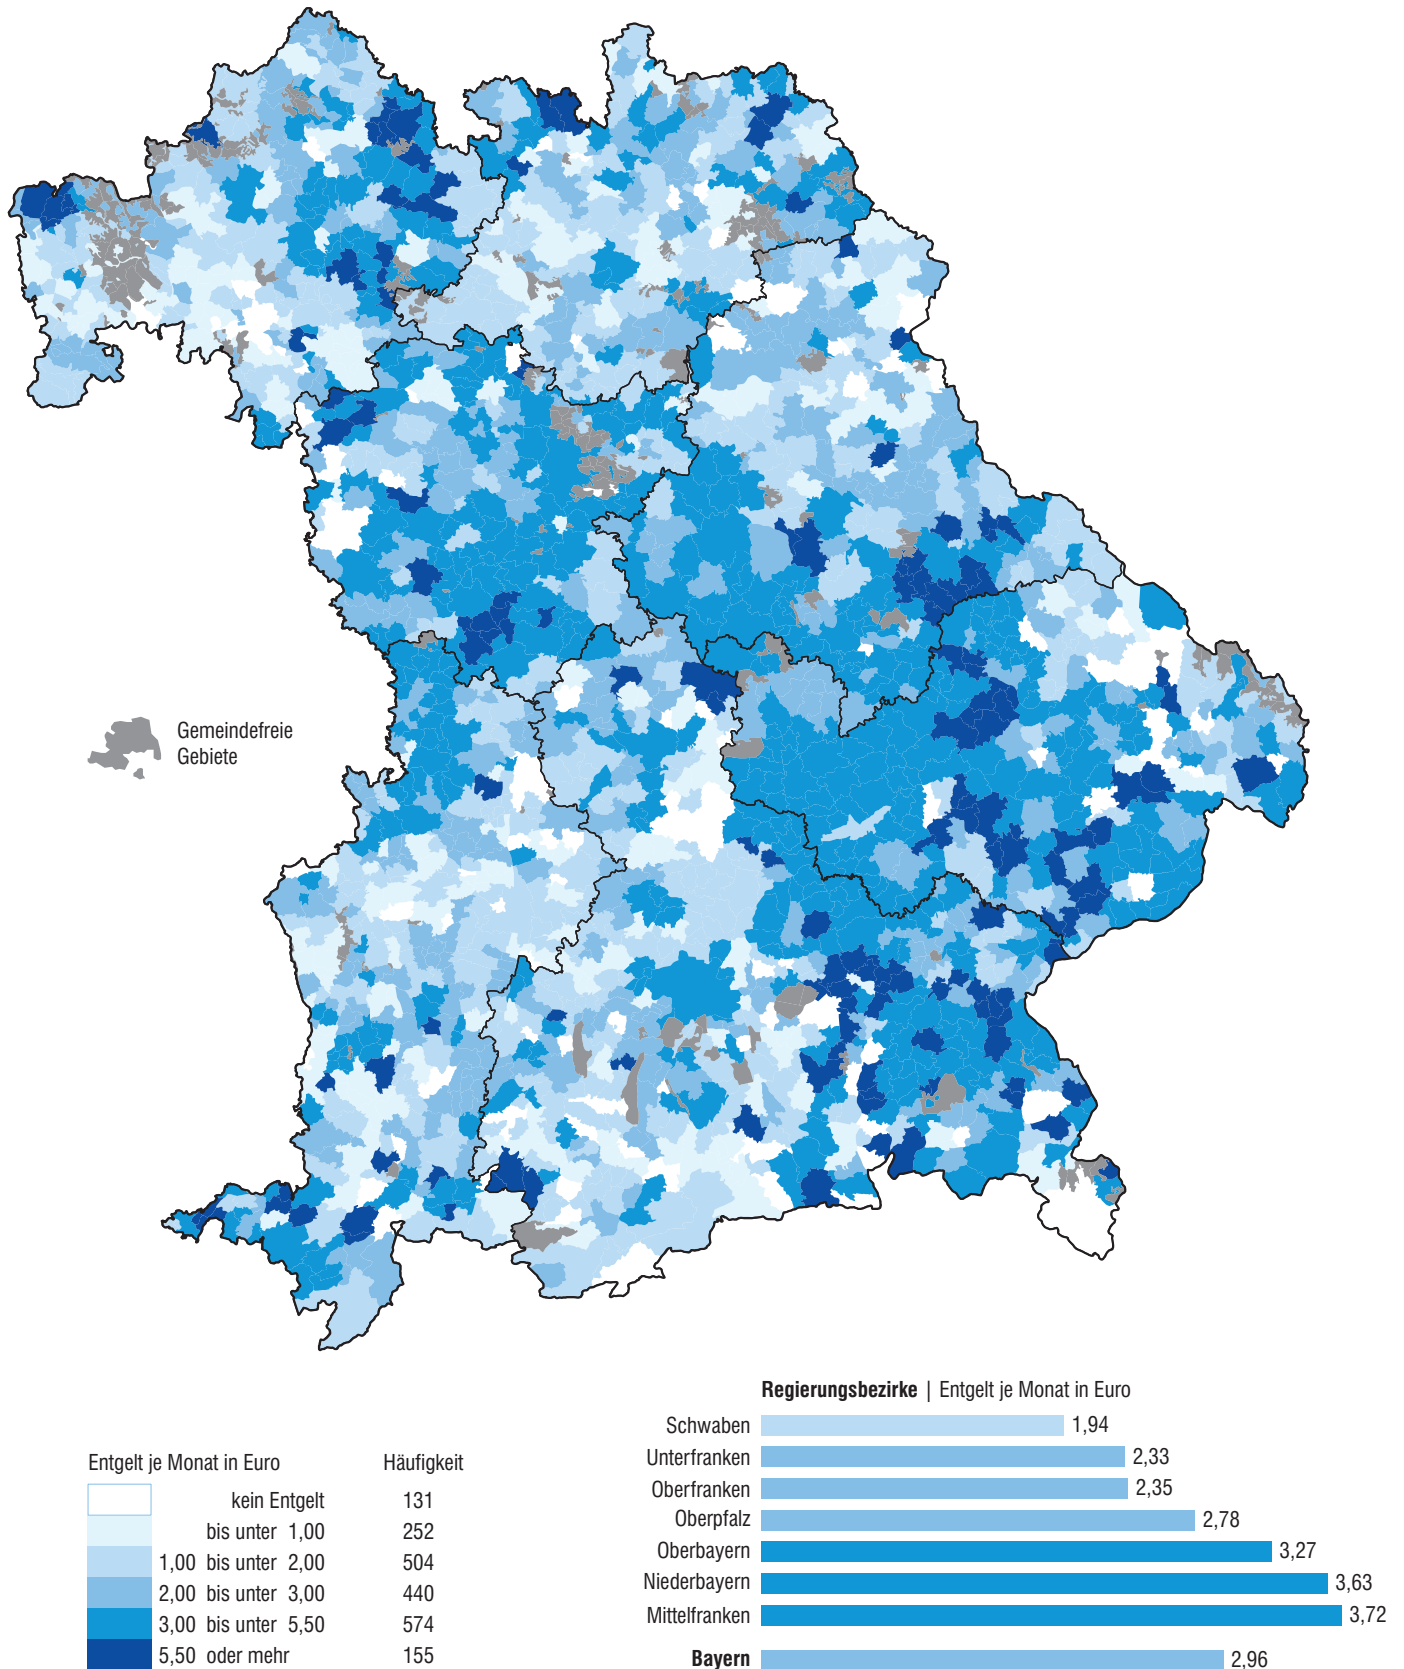 Gemeindefreie
Gebiete
Regierungsbezirke | Entgelt je Monat in Euro
Schwaben 1,94
Unterfranken 2,33
Oberfranken 2,35
Oberpfalz 2,78
Oberbayern 3,27
Niederbayern 3,63
Mittelfranken 3,72
Bayern 2,96
Entgelt je Monat in Euro Häufigkeit
kein Entgelt 131
bis unter 1,00 252
1,00 bis unter 2,00 504
2,00 bis unter 3,00 440
3,00 bis unter 5,50 574
5,50 oder mehr 155